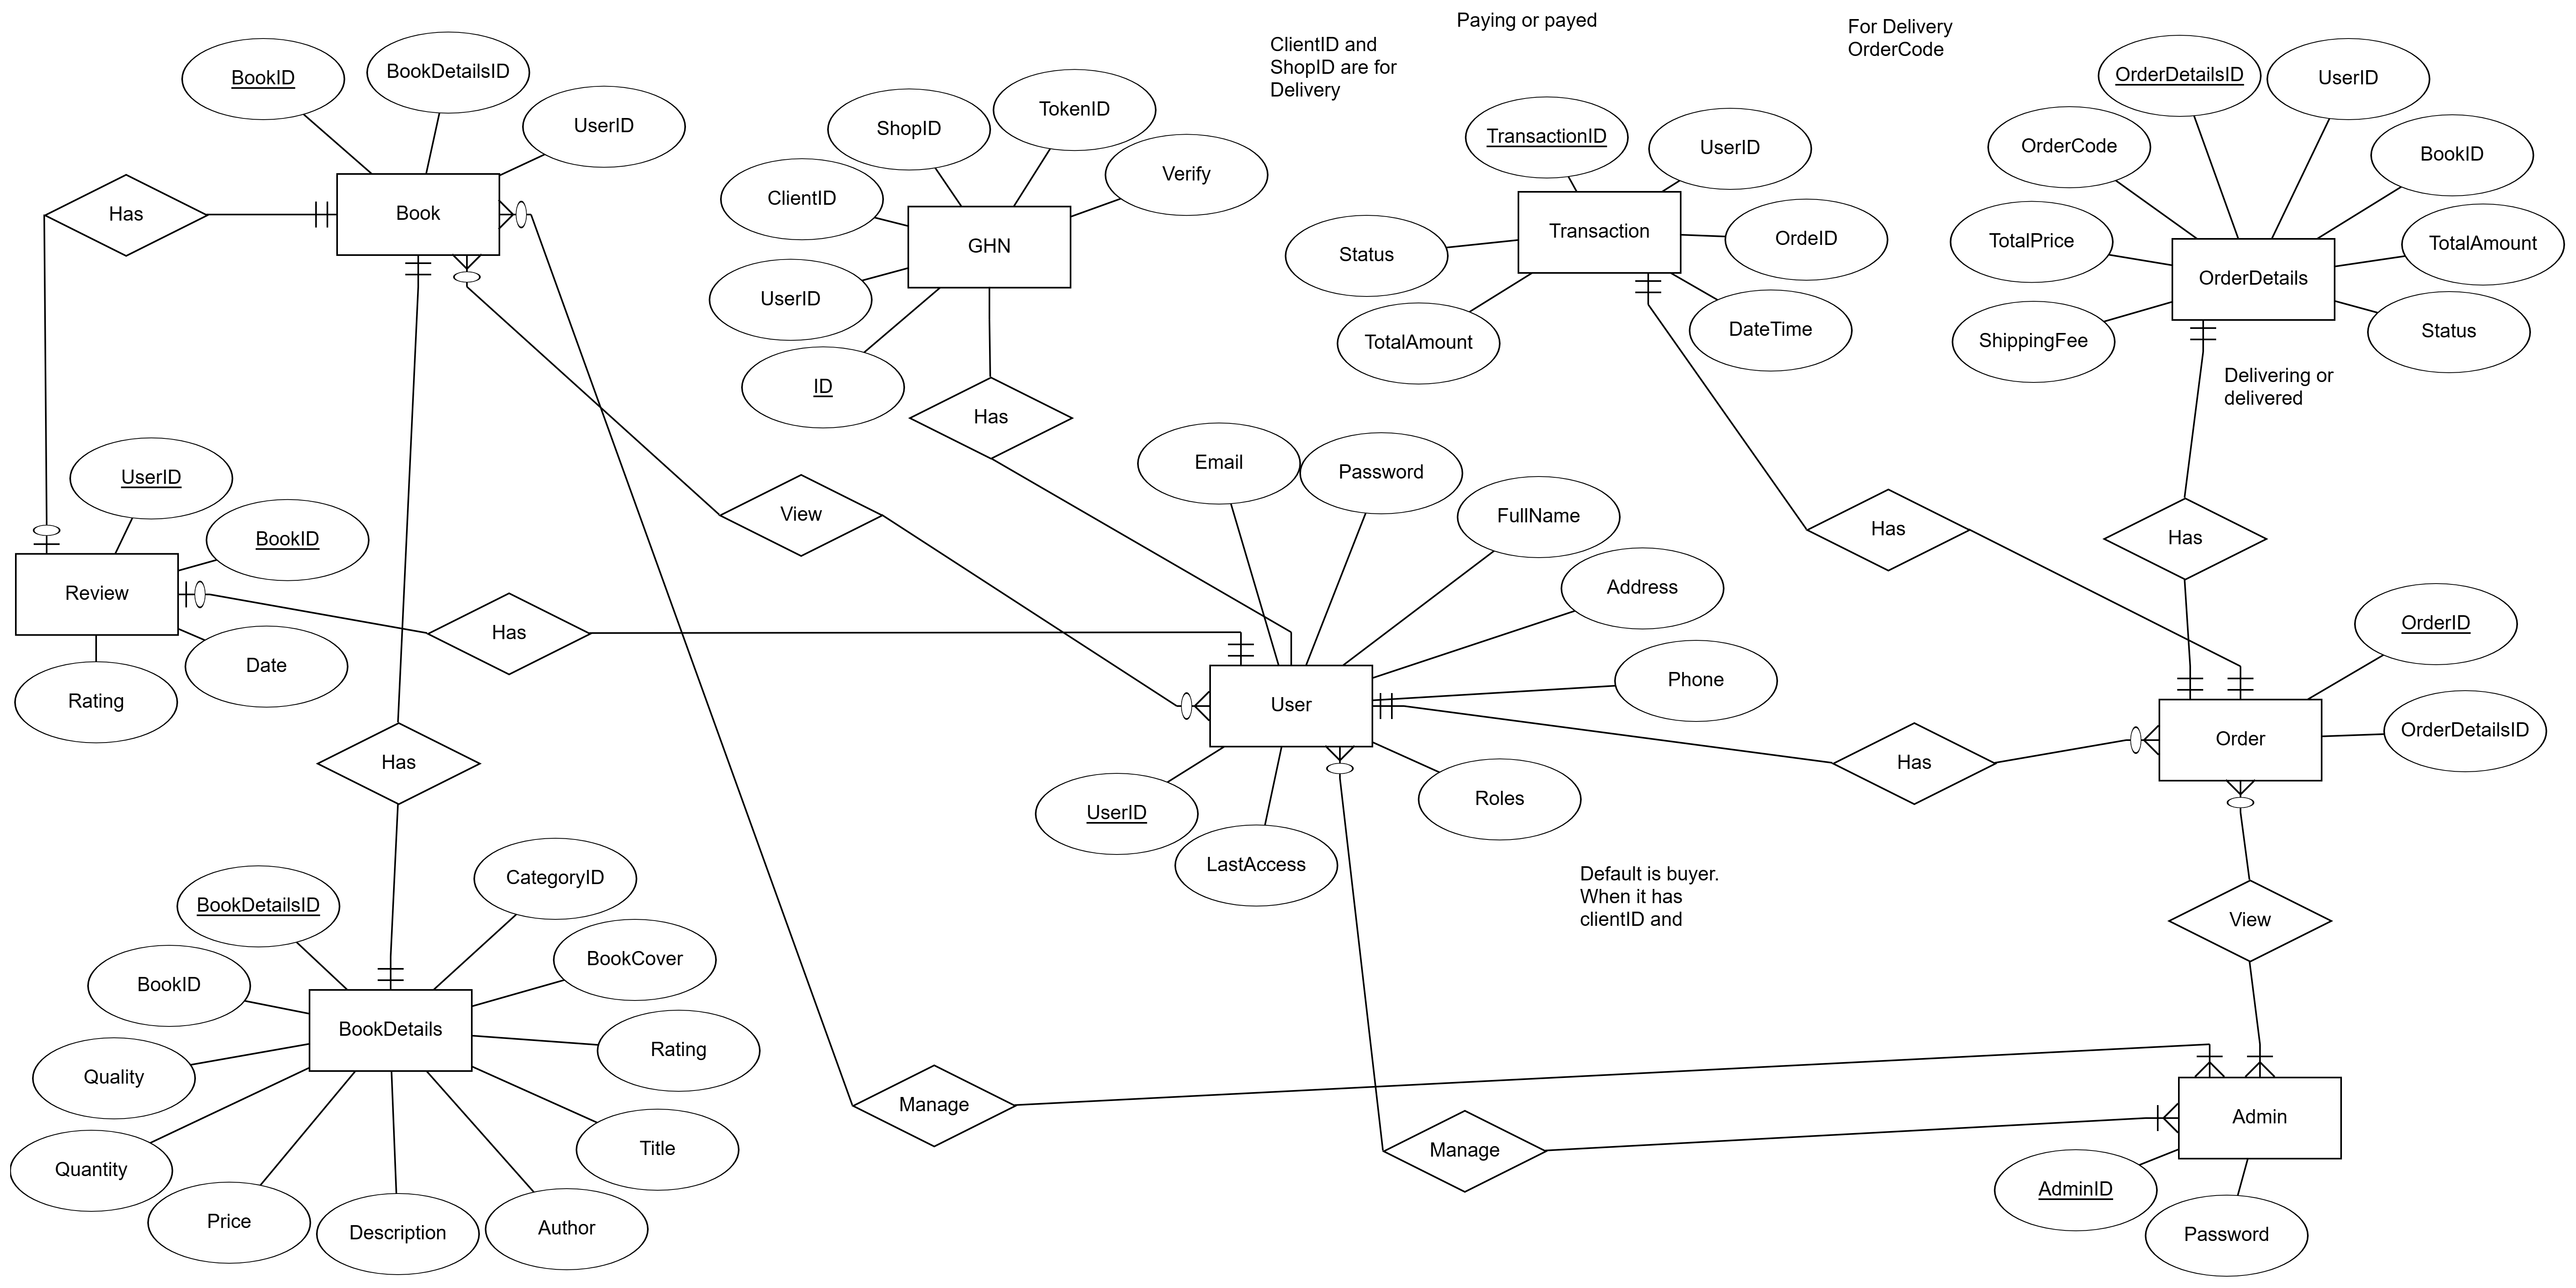 Paying or payed
For Delivery
OrderCode
ClientID and
ShopID are for
Delivery
BookID
BookDetailsID
UserID
Has
Book
ShopID
TokenID
Verify
ClientID
GHN
UserID
ID
Has
TransactionID
UserID
Status
Transaction
OrdeID
TotalAmount
DateTime
OrderDetailsID
UserID
OrderCode
BookID
TotalPrice
TotalAmount
OrderDetails
ShippingFee
Status
Delivering or
delivered
UserID
BookID
Review
Date
Rating
Has
View
Email
Password
FullName
Address
Phone
User
UserID
LastAccess
Roles
Has
Has
Has
OrderID
OrderDetailsID
Order
Default is buyer.
When it has
clientID and
View
Has
BookDetailsID
CategoryID
BookID
BookCover
BookDetails
Quality
Rating
Quantity
Title
Price
Description
Author
Manage
Manage
Admin
AdminID
Password